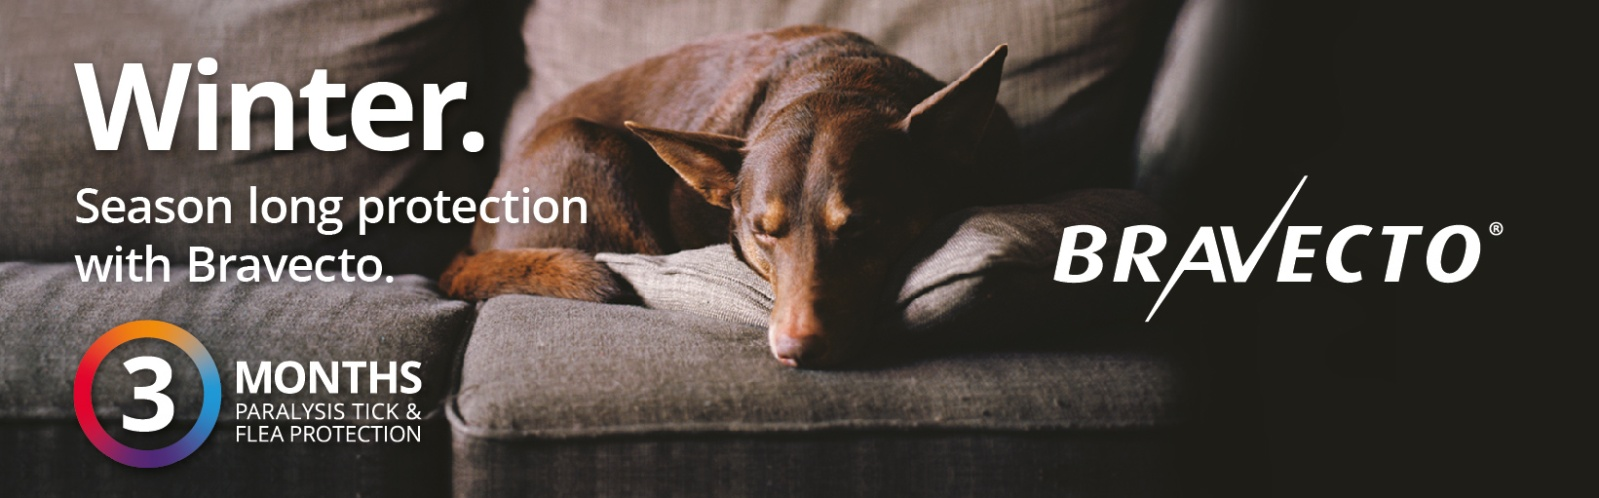 Winter.
Season long protection
with Bravecto.
3
MONTHS
PARALYSIS TICK &
FLEA PROTECTION
BRAVECTO®